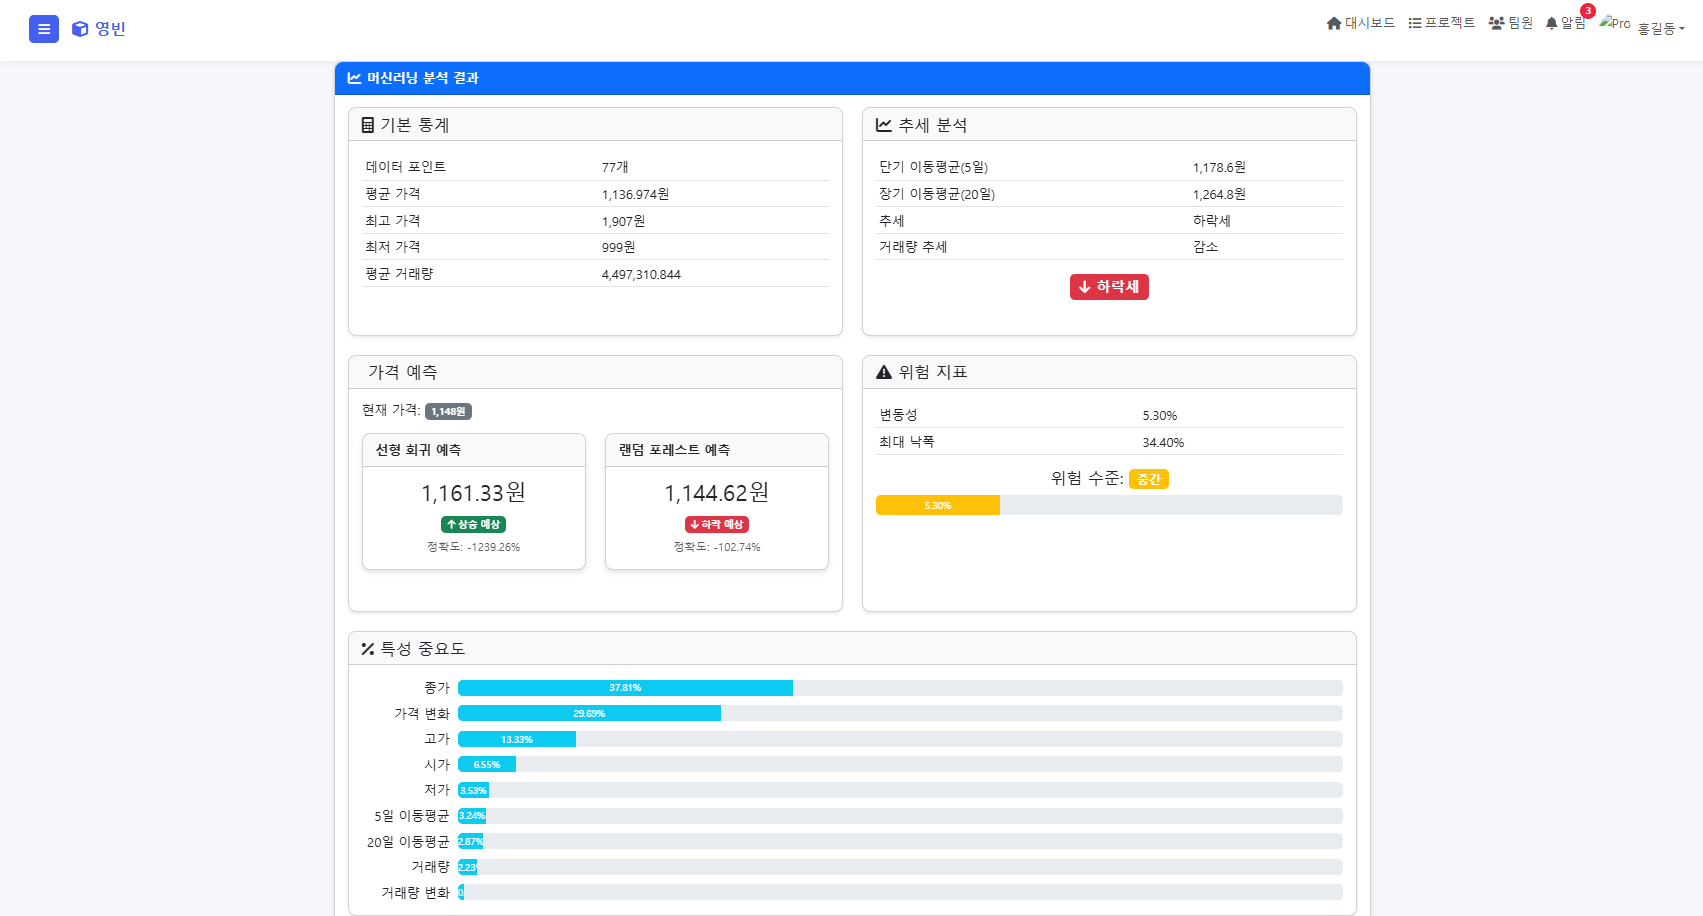 영빈
대시보드 프로젝트 팀원 알림 3 Pro 홍길동
머신러닝 분석 결과
기본 통계
데이터 포인트 77개
평균 가격 1,136.974원
최고 가격 1,907원
최저 가격 999원
평균 거래량 4,497,310.844
추세 분석
단기 이동평균(5일) 1,178.6원
장기 이동평균(20일) 1,264.8원
추세 하락세
거래량 추세 감소
하락세
가격 예측
현재 가격: 1,148원
선형 회귀 예측
1,161.33원
상승 예상
정확도: -1239.26%
랜덤 포레스트 예측
1,144.62원
하락 예상
정확도: -102.74%
위험 지표
변동성 5.30%
최대 낙폭 34.40%
위험 수준: 중간
5.30%
특성 중요도
종가 37.81%
가격 변화 29.69%
고가 13.33%
시가 6.55%
저가 3.53%
5일 이동평균 3.24%
20일 이동평균 2.87%
거래량 2.23
거래량 변화